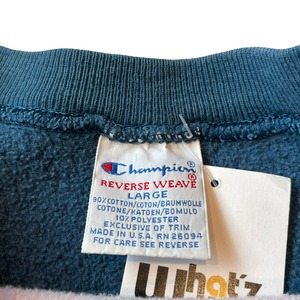 Champion
REVERSE WEAVE
LARGE
90% COTTON/COTON/BAUMWOLLE
COTONE/KATOEN/BOMULD
10% POLYESTER
EXCLUSIVE OF TRIM
MADE IN U.S.A. RN 26094
FOR CARE SEE REVERSE
What'z